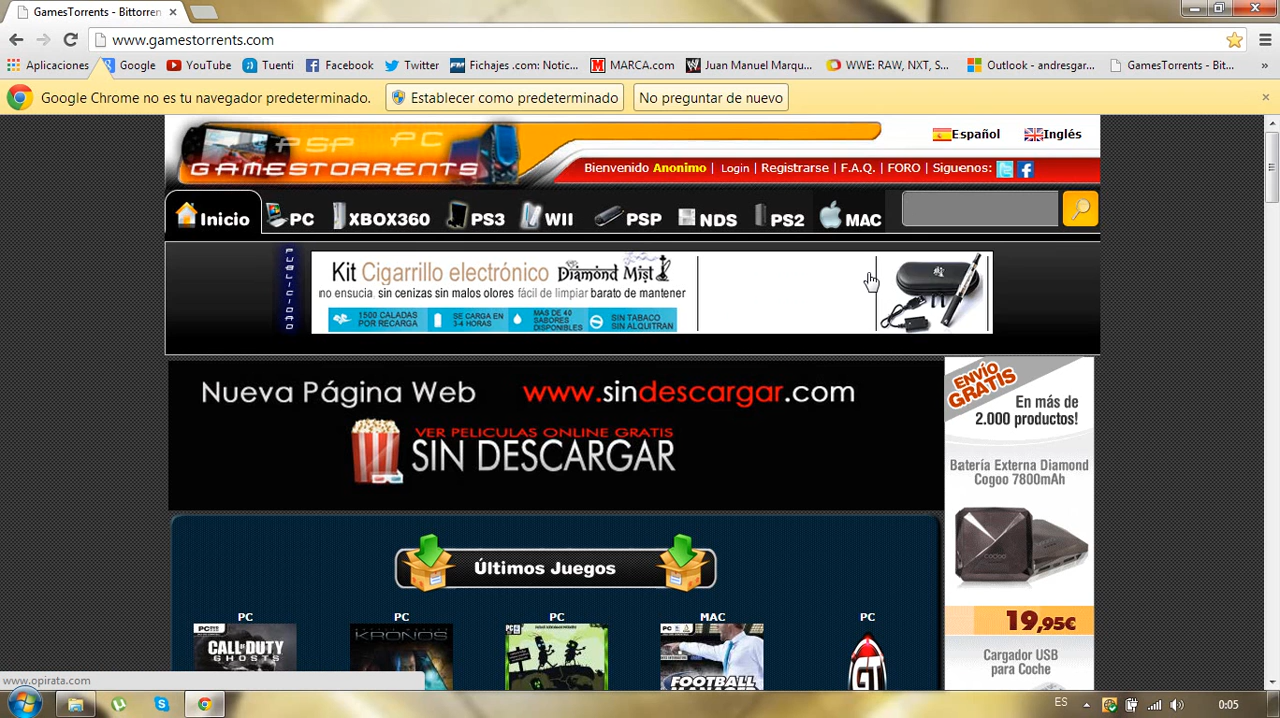 GamesTorrents - Bittorren
www.gamestorrents.com
Aplicaciones Google YouTube Tuenti Facebook Twitter Fichajes .com: Notic... MARCA.com Juan Manuel Marqu... WWE: RAW, NXT, S... Outlook - andresgar... GamesTorrents - Bit... »
Google Chrome no es tu navegador predeterminado. Establecer como predeterminado No preguntar de nuevo
PSP PC
GAMESTORRENTS
Español Inglés
Bienvenido Anonimo | Login | Registrarse | F.A.Q. | FORO | Siguenos:
Inicio PC XBOX360 PS3 WII PSP NDS PS2 MAC
PUBLICIDAD
Kit Cigarrillo electrónico Diamond Mist
no ensucia, sin cenizas sin malos olores fácil de limpiar barato de mantener
1500 CALADAS POR RECARGA
SE CARGA EN 3-4 HORAS
MAS DE 40 SABORES DISPONIBLES
SIN TABACO SIN ALQUITRAN
Nueva Página Web www.sindescargar.com
VER PELICULAS ONLINE GRATIS
SIN DESCARGAR
ENVÍO GRATIS
En más de
2.000 productos!
Batería Externa Diamond
Cogoo 7800mAh
19,95€
Cargador USB
para Coche
Últimos Juegos
PC PC PC MAC PC
CALL OF DUTY
GHOSTS
KRONOS
FOOTBALL
www.opirata.com
ES 0:05